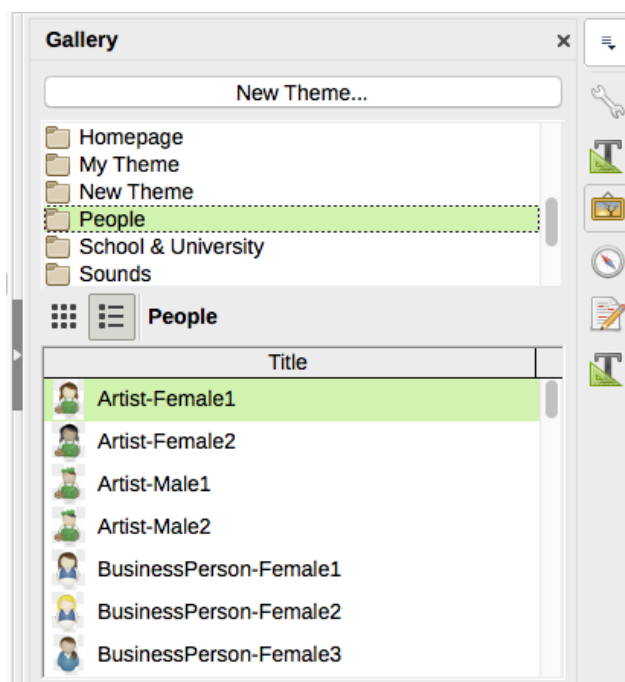 Gallery
New Theme...
Homepage
My Theme
New Theme
People
School & University
Sounds
People
Title
Artist-Female1
Artist-Female2
Artist-Male1
Artist-Male2
BusinessPerson-Female1
BusinessPerson-Female2
BusinessPerson-Female3